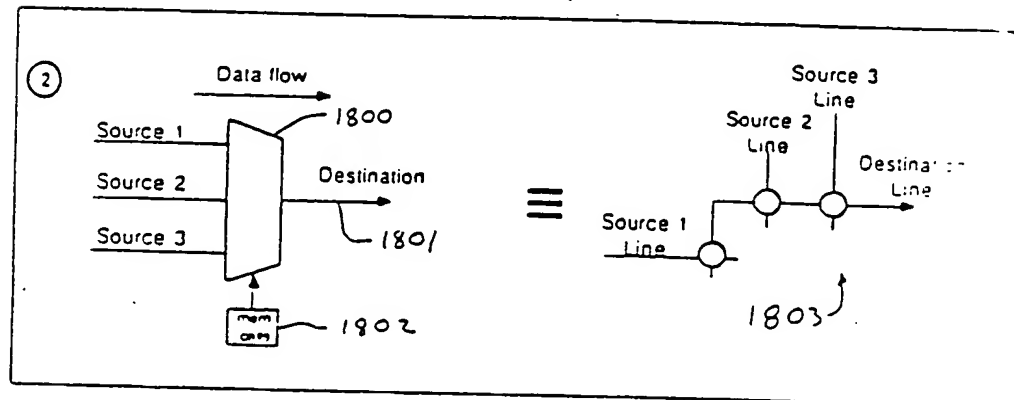 2
Data flow
1800
Source 1
Source 2
Source 3
Destination
1801
1802
≡
Source 3
Line
Source 2
Line
Line
Source 1
Line
1803